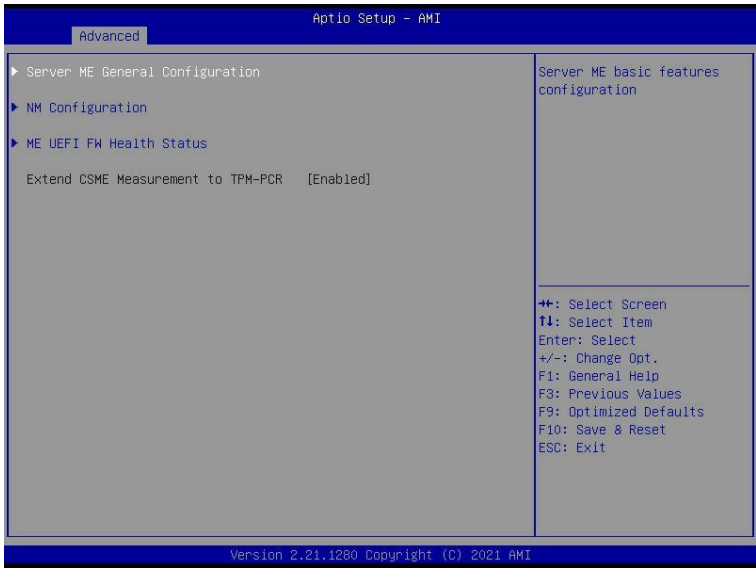 Aptio Setup – AMI
Advanced
Server ME General Configuration
NM Configuration
ME UEFI FW Health Status
Extend CSME Measurement to TPM-PCR [Enabled]
Server ME basic features
configuration
→←: Select Screen
↑↓: Select Item
Enter: Select
+/-: Change Opt.
F1: General Help
F3: Previous Values
F9: Optimized Defaults
F10: Save & Reset
ESC: Exit
Version 2.21.1280 Copyright (C) 2021 AMI